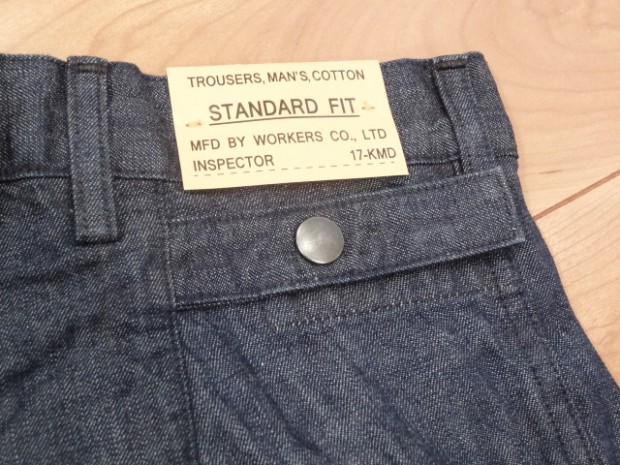 TROUSERS, MAN'S, COTTON
STANDARD FIT
MFD BY WORKERS CO., LTD
INSPECTOR 17-KMD